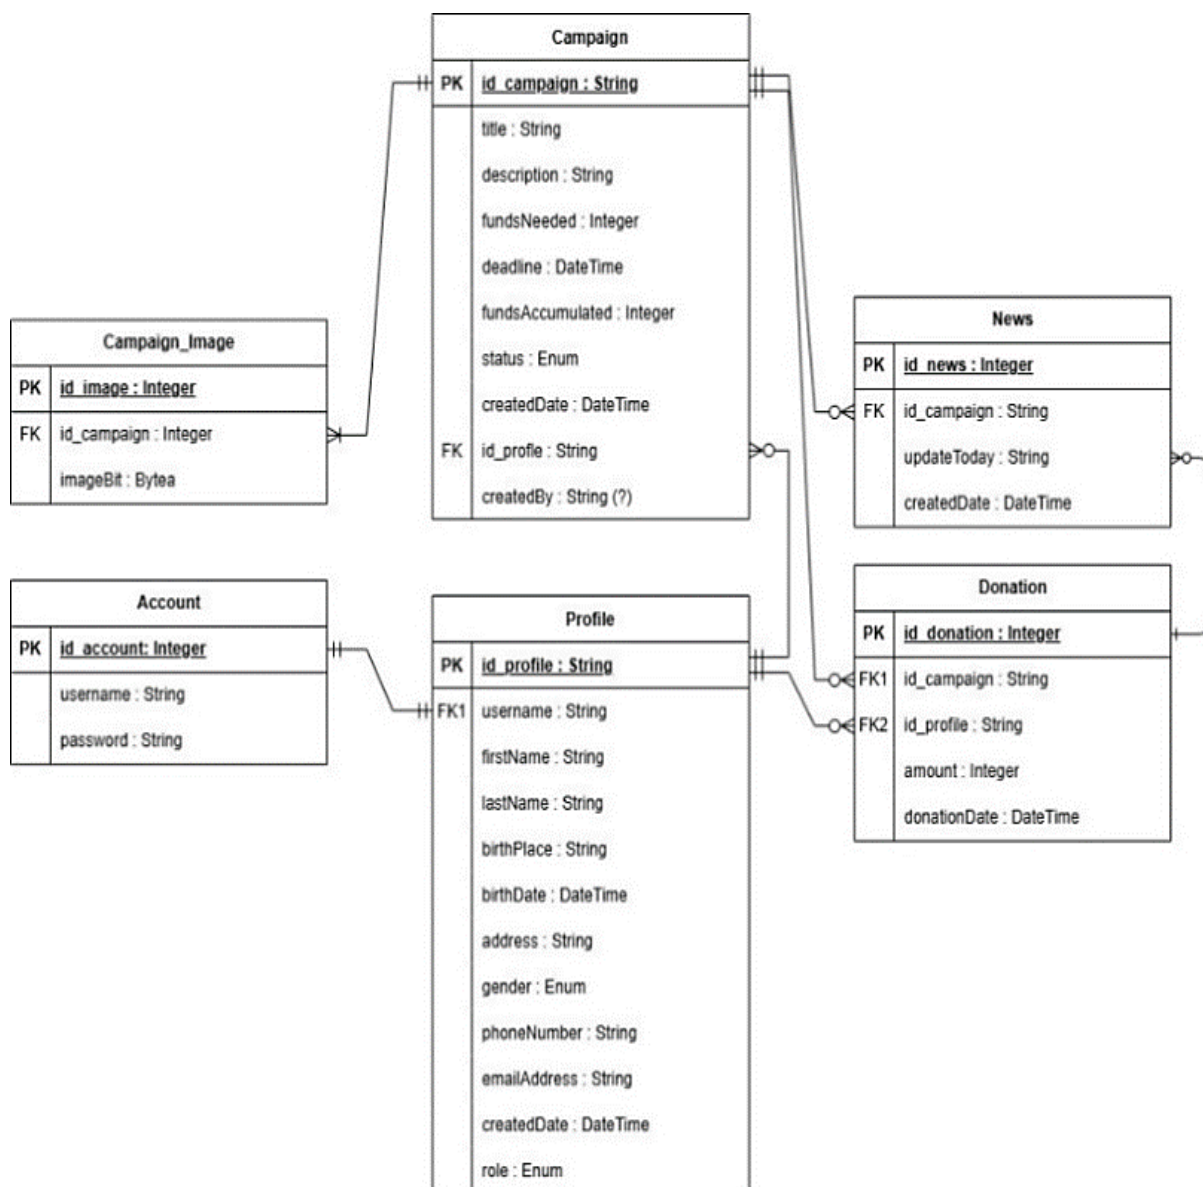 Campaign
PK id_campaign : String
title : String
description : String
fundsNeeded : Integer
deadline : DateTime
fundsAccumulated : Integer
status : Enum
createdDate : DateTime
FK id_profle : String
createdBy : String (?)
Campaign_Image
PK id_image : Integer
FK id_campaign : Integer
imageBit : Bytea
News
PK id_news : Integer
FK id_campaign : String
updateToday : String
createdDate : DateTime
Account
PK id_account: Integer
username : String
password : String
Profile
PK id_profile : String
FK1 username : String
firstName : String
lastName : String
birthPlace : String
birthDate : DateTime
address : String
gender : Enum
phoneNumber : String
emailAddress : String
createdDate : DateTime
role : Enum
Donation
PK id_donation : Integer
FK1 id_campaign : String
FK2 id_profile : String
amount : Integer
donationDate : DateTime